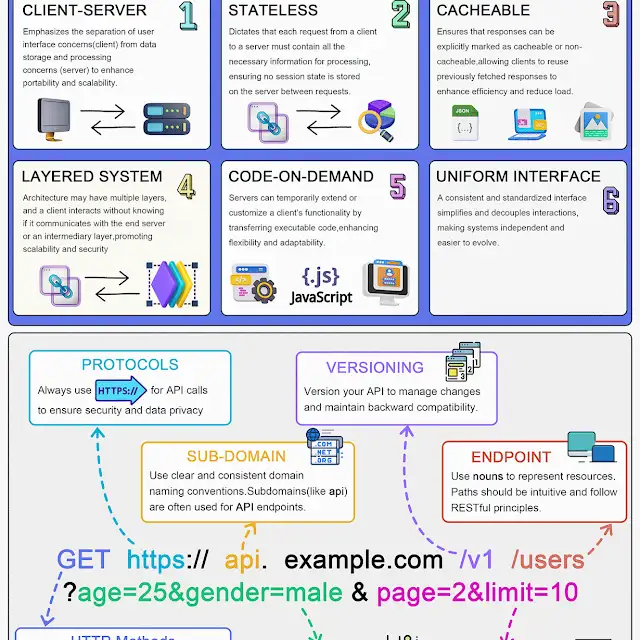 CLIENT-SERVER
1
Emphasizes the separation of user
interface concerns(client) from data
storage and processing
concerns (server) to enhance
portability and scalability.
STATELESS
2
Dictates that each request from a client
to a server must contain all the
necessary information for processing,
ensuring no session state is stored
on the server between requests.
CACHEABLE
3
Ensures that responses can be
explicitly marked as cacheable or non-
cacheable,allowing clients to reuse
previously fetched responses to
enhance efficiency and reduce load.
JSON
{...}
LAYERED SYSTEM
4
Architecture may have multiple layers,
and a client interacts without knowing
if it communicates with the end server
or an intermediary layer,promoting
scalability and security
CODE-ON-DEMAND
5
Servers can temporarily extend or
customize a client's functionality by
transferring executable code,enhancing
flexibility and adaptability.
{.js}
JavaScript
UNIFORM INTERFACE
6
A consistent and standardized interface
simplifies and decouples interactions,
making systems independent and
easier to evolve.
PROTOCOLS
Always use HTTPS:// for API calls
to ensure security and data privacy
VERSIONING
Version your API to manage changes
and maintain backward compatibility.
SUB-DOMAIN
.COM
.NET
.ORG
Use clear and consistent domain
naming conventions.Subdomains(like api)
are often used for API endpoints.
ENDPOINT
Use nouns to represent resources.
Paths should be intuitive and follow
RESTful principles.
GET https:// api. example.com /v1 /users
?age=25&gender=male & page=2&limit=10
HTTP Methods